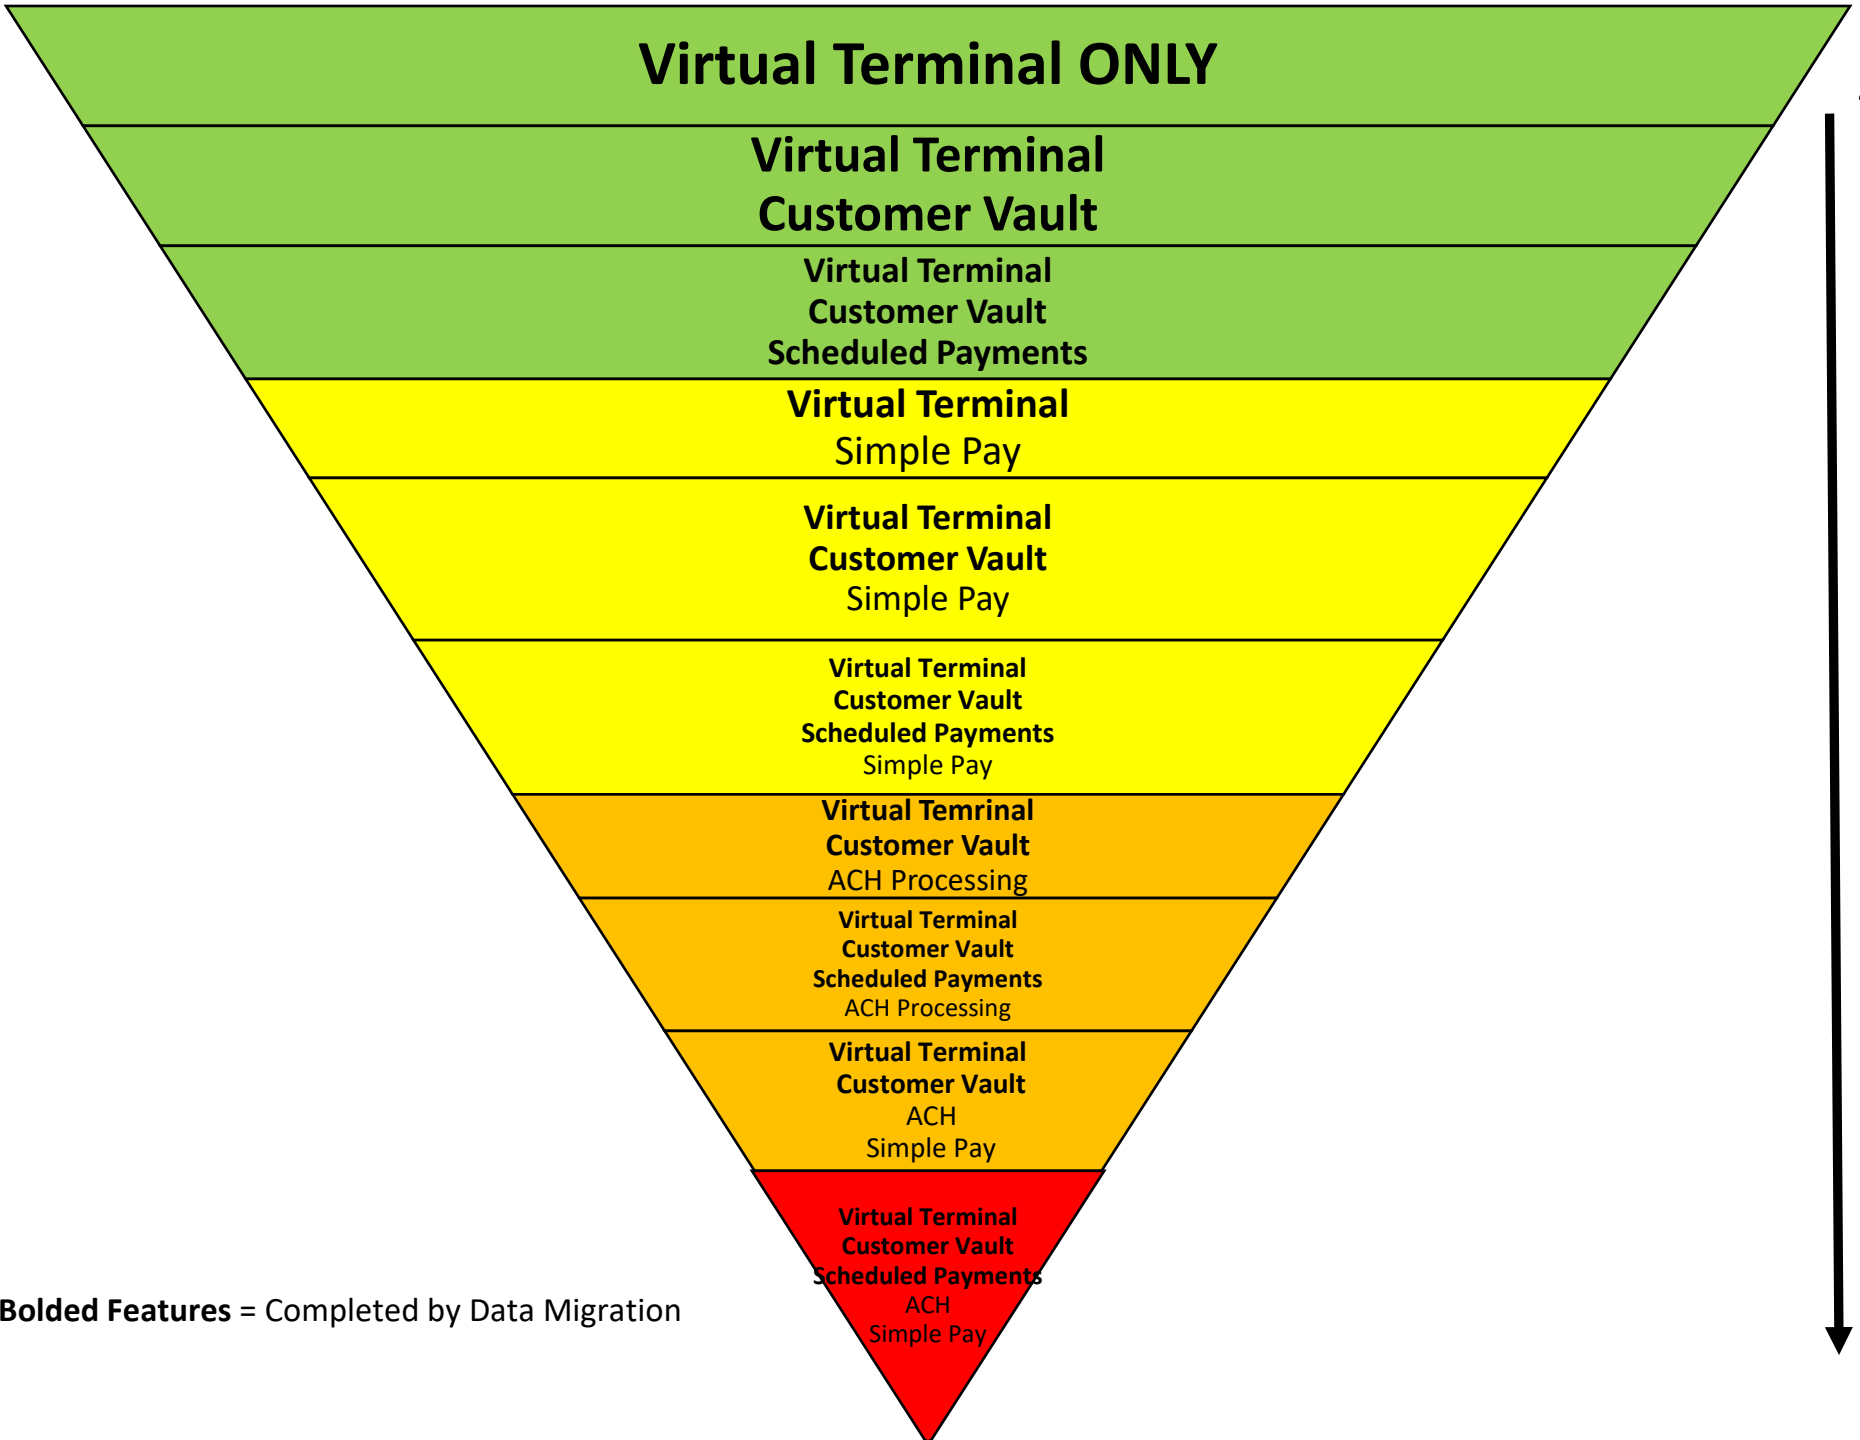 Virtual Terminal ONLY
Virtual Terminal
Customer Vault
Virtual Terminal
Customer Vault
Scheduled Payments
Virtual Terminal
Simple Pay
Virtual Terminal
Customer Vault
Simple Pay
Virtual Terminal
Customer Vault
Scheduled Payments
Simple Pay
Virtual Temrinal
Customer Vault
ACH Processing
Virtual Terminal
Customer Vault
Scheduled Payments
ACH Processing
Virtual Terminal
Customer Vault
ACH
Simple Pay
Virtual Terminal
Customer Vault
Scheduled Payments
ACH
Simple Pay
Bolded Features = Completed by Data Migration